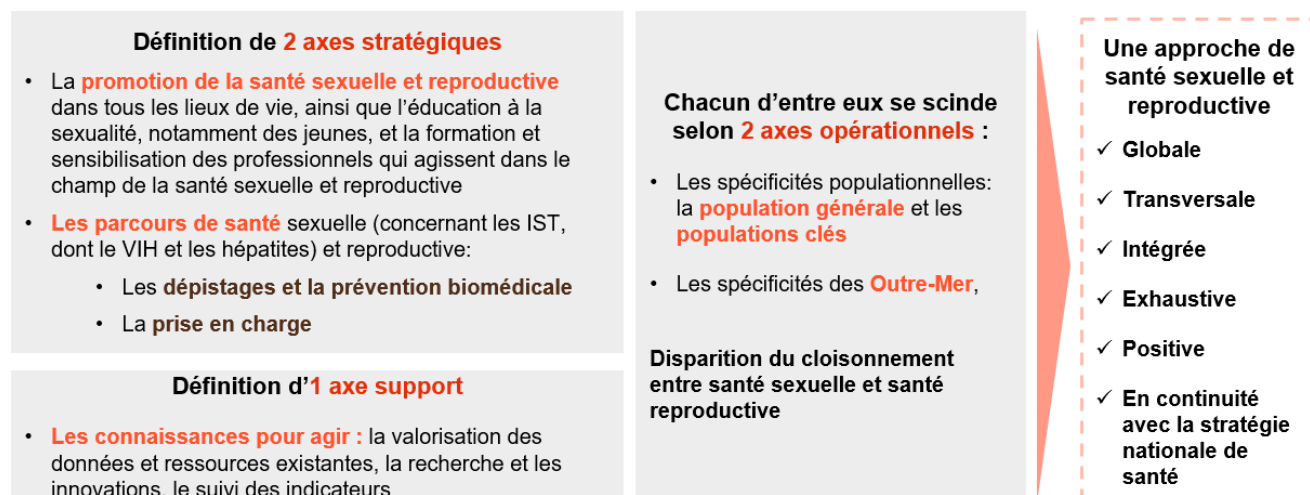 Définition de 2 axes stratégiques
• La promotion de la santé sexuelle et reproductive
dans tous les lieux de vie, ainsi que l'éducation à la
sexualité, notamment des jeunes, et la formation et
sensibilisation des professionnels qui agissent dans le
champ de la santé sexuelle et reproductive
• Les parcours de santé sexuelle (concernant les IST,
dont le VIH et les hépatites) et reproductive:
• Les dépistages et la prévention biomédicale
• La prise en charge
Définition d'1 axe support
• Les connaissances pour agir : la valorisation des
données et ressources existantes, la recherche et les
innovations, le suivi des indicateurs
Chacun d'entre eux se scinde
selon 2 axes opérationnels :
• Les spécificités populationnelles:
la population générale et les
populations clés
• Les spécificités des Outre-Mer,
Disparition du cloisonnement
entre santé sexuelle et santé
reproductive
Une approche de
santé sexuelle et
reproductive
✓ Globale
✓ Transversale
✓ Intégrée
✓ Exhaustive
✓ Positive
✓ En continuité
avec la stratégie
nationale de
santé